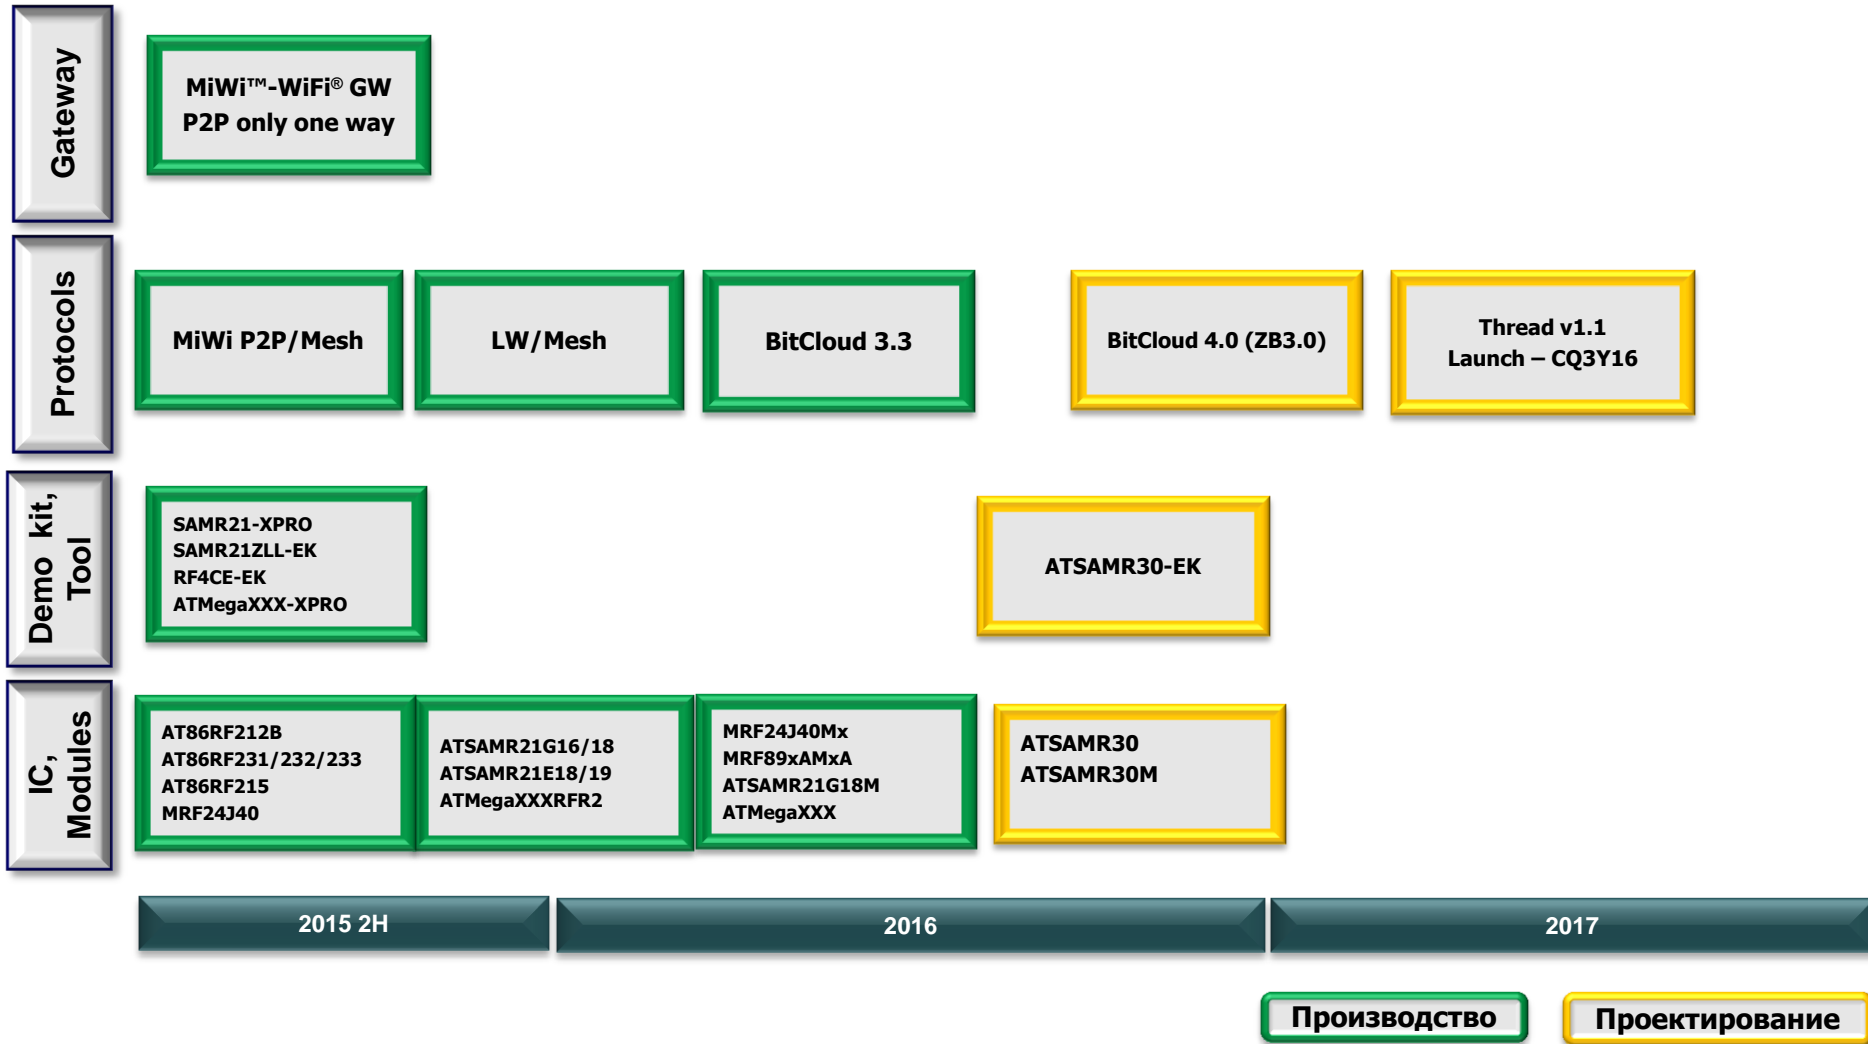 Gateway
MiWi™-WiFi® GW
P2P only one way
Protocols
MiWi P2P/Mesh
LW/Mesh
BitCloud 3.3
BitCloud 4.0 (ZB3.0)
Thread v1.1
Launch – CQ3Y16
Demo kit,
Tool
SAMR21-XPRO
SAMR21ZLL-EK
RF4CE-EK
ATMegaXXX-XPRO
ATSAMR30-EK
IC,
Modules
AT86RF212B
AT86RF231/232/233
AT86RF215
MRF24J40
ATSAMR21G16/18
ATSAMR21E18/19
ATMegaXXXRFR2
MRF24J40Mx
MRF89xAMxA
ATSAMR21G18M
ATMegaXXX
ATSAMR30
ATSAMR30M
2015 2H
2016
2017
Производство
Проектирование